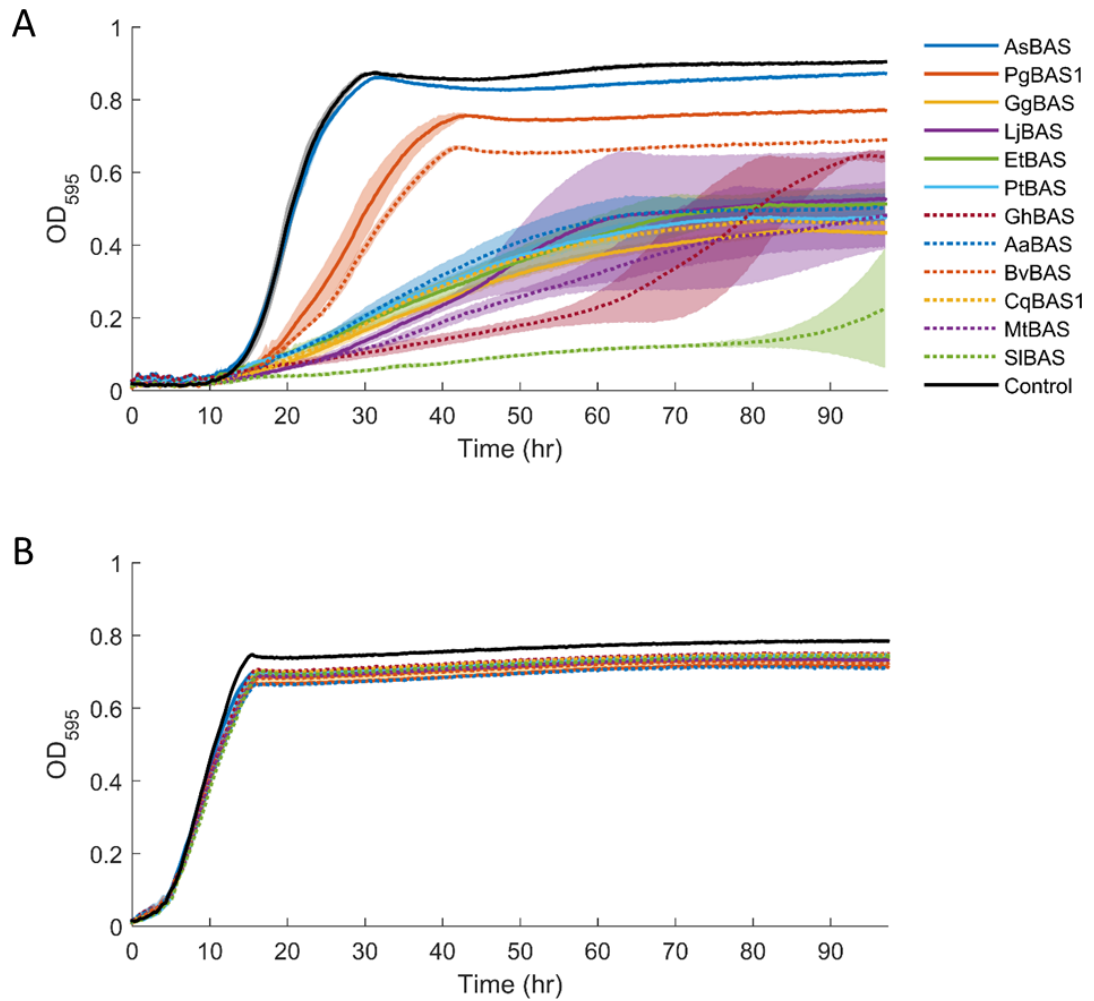 A
1
0.8
0.6
0.4
0.2
0
OD595
0 10 20 30 40 50 60 70 80 90
Time (hr)
AsBAS
PgBAS1
GgBAS
LjBAS
EtBAS
PtBAS
GhBAS
AaBAS
BvBAS
CqBAS1
MtBAS
SlBAS
Control
B
1
0.8
0.6
0.4
0.2
0
OD595
0 10 20 30 40 50 60 70 80 90
Time (hr)